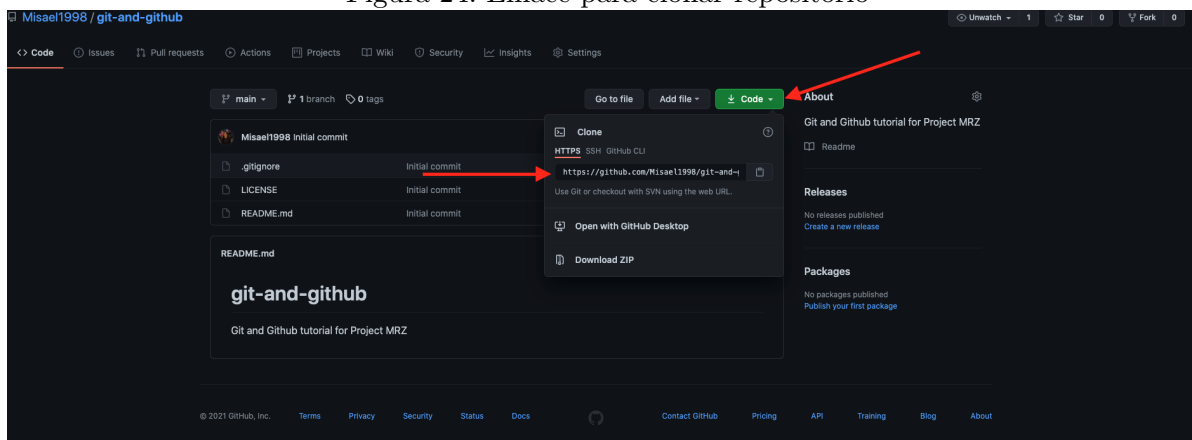 Figura 24: Enlace para clonar repositorio
Misael1998 / git-and-github
Unwatch 1 Star 0 Fork 0
<> Code Issues Pull requests Actions Projects Wiki Security Insights Settings
main 1 branch 0 tags Go to file Add file Code
Misael1998 Initial commit
.gitignore Initial commit
LICENSE Initial commit
README.md Initial commit
Clone
HTTPS SSH GitHub CLI
https://github.com/Misael1998/git-and-
Use Git or checkout with SVN using the web URL.
Open with GitHub Desktop
Download ZIP
README.md
git-and-github
Git and Github tutorial for Project MRZ
About
Git and Github tutorial for Project MRZ
Readme
Releases
No releases published
Create a new release
Packages
No packages published
Publish your first package
© 2021 GitHub, Inc. Terms Privacy Security Status Docs Contact GitHub Pricing API Training Blog About